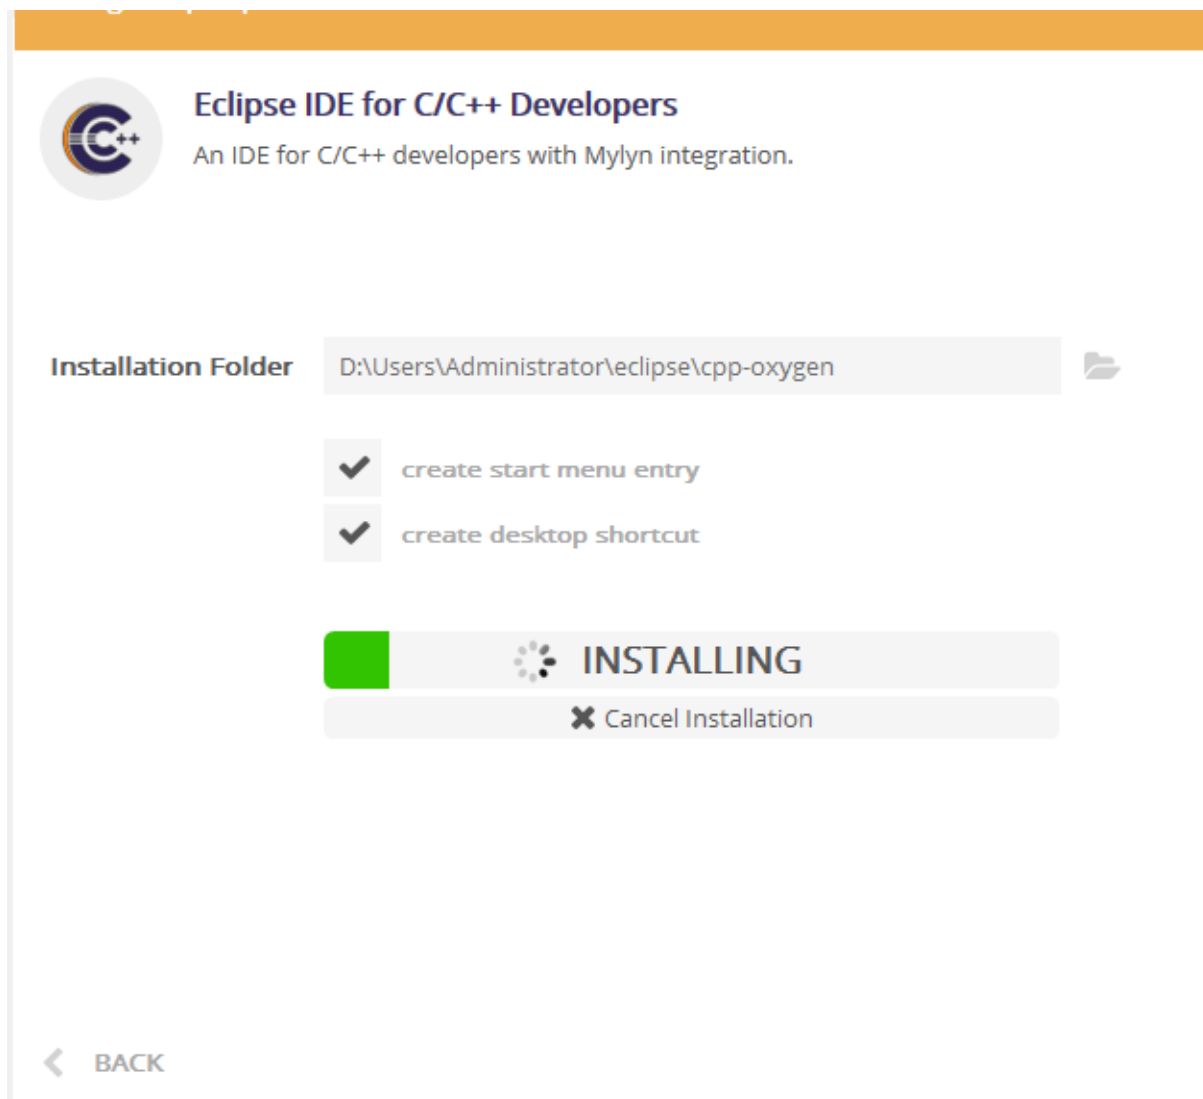 Eclipse IDE for C/C++ Developers
An IDE for C/C++ developers with Mylyn integration.
Installation Folder D:\Users\Administrator\eclipse\cpp-oxygen
create start menu entry
create desktop shortcut
INSTALLING
Cancel Installation
BACK